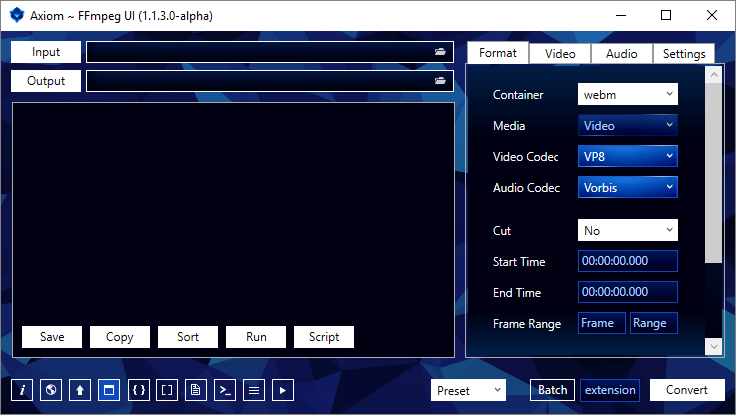 Axiom ~ FFmpeg UI (1.1.3.0-alpha)
Input
Output
Format Video Audio Settings
Container webm
Media Video
Video Codec VP8
Audio Codec Vorbis
Cut No
Start Time 00:00:00.000
End Time 00:00:00.000
Frame Range Frame Range
Save Copy Sort Run Script
Preset Batch extension Convert